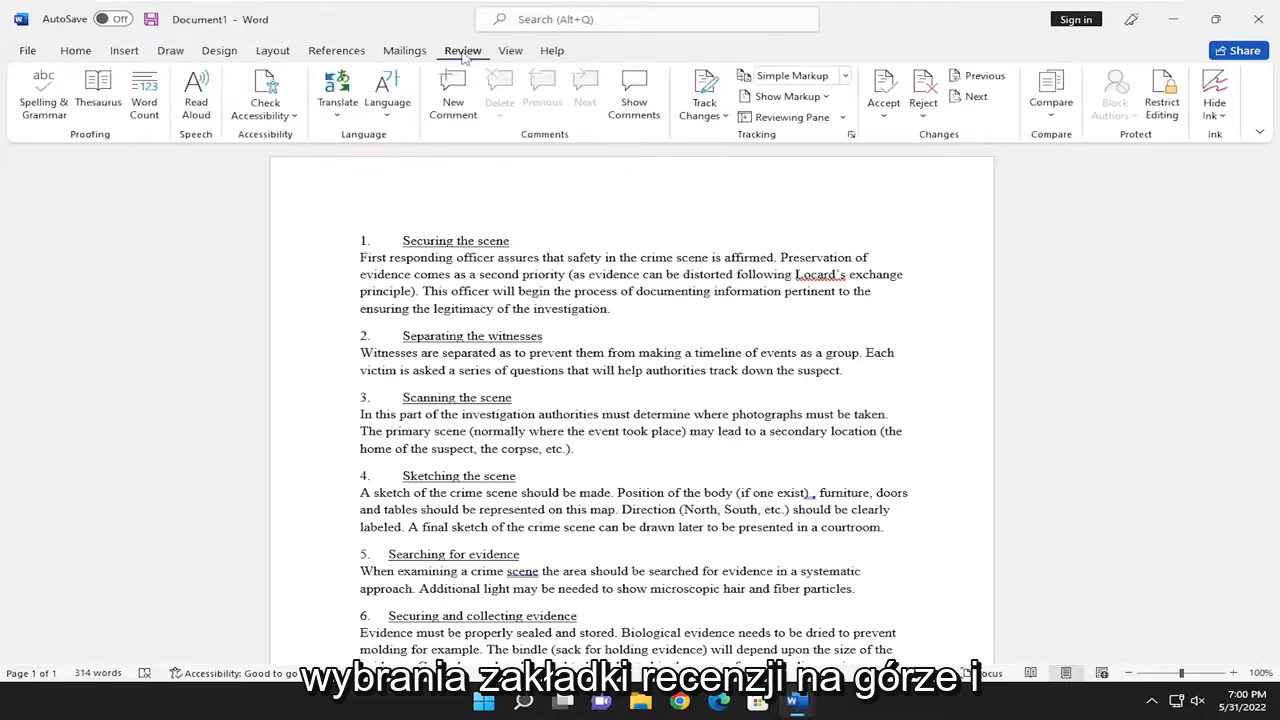 AutoSave Off Document1 - Word Search (Alt+Q) Sign in
File Home Insert Draw Design Layout References Mailings Review View Help Share
Spelling & Grammar Thesaurus Word Count Read Aloud Check Accessibility Translate Language New Comment Delete Previous Next Show Comments Track Changes Simple Markup Show Markup Reviewing Pane Accept Reject Previous Next Compare Block Authors Restrict Editing Hide Ink
Proofing Speech Accessibility Language Comments Tracking Changes Compare Protect Ink
1. Securing the scene
First responding officer assures that safety in the crime scene is affirmed. Preservation of
evidence comes as a second priority (as evidence can be distorted following Locard's exchange
principle). This officer will begin the process of documenting information pertinent to the
ensuring the legitimacy of the investigation.
2. Separating the witnesses
Witnesses are separated as to prevent them from making a timeline of events as a group. Each
victim is asked a series of questions that will help authorities track down the suspect.
3. Scanning the scene
In this part of the investigation authorities must determine where photographs must be taken.
The primary scene (normally where the event took place) may lead to a secondary location (the
home of the suspect, the corpse, etc.).
4. Sketching the scene
A sketch of the crime scene should be made. Position of the body (if one exist) , furniture, doors
and tables should be represented on this map. Direction (North, South, etc.) should be clearly
labeled. A final sketch of the crime scene can be drawn later to be presented in a courtroom.
5. Searching for evidence
When examining a crime scene the area should be searched for evidence in a systematic
approach. Additional light may be needed to show microscopic hair and fiber particles.
6. Securing and collecting evidence
Evidence must be properly sealed and stored. Biological evidence needs to be dried to prevent
molding for example. The bindle (sack for holding evidence) will depend upon the size of the
Page 1 of 1 314 words Accessibility: Good to go 100%
wybrania zakładki recenzji na górze i
7:00 PM
5/31/2022